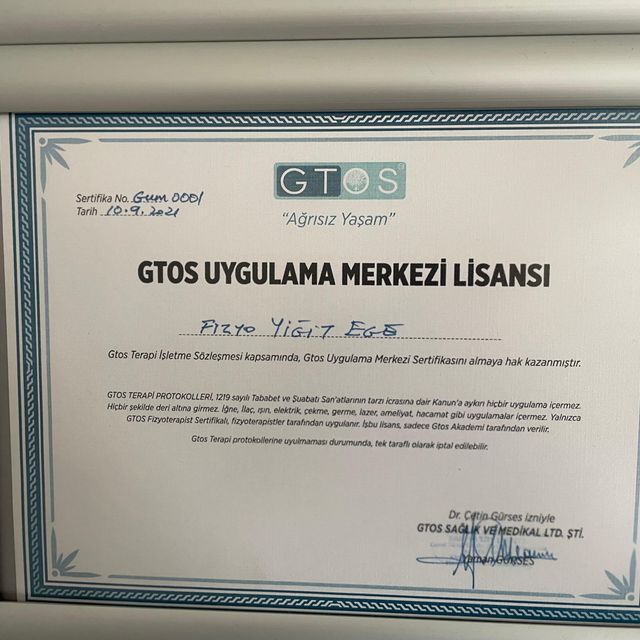 GTOS
Sertifika No. Gum 0001
Tarih 10.9.2021
"Ağrısız Yaşam"
GTOS UYGULAMA MERKEZİ LİSANSI
FIZYO YİĞİT EGE
Gtos Terapi İşletme Sözleşmesi kapsamında, Gtos Uygulama Merkezi Sertifikasını almaya hak kazanmıştır.
GTOS TERAPİ PROTOKOLLERİ, 1219 sayılı Tababet ve Şuabatı San'atlarının tarzı icrasına dair Kanun'a aykırı hiçbir uygulama içermez.
Hiçbir şekilde deri altına girmez. İğne, İlaç, ışın, elektrik, çekme, germe, lazer, ameliyat, hacamat gibi uygulamalar içermez. Yalnızca
GTOS Fizyoterapist Sertifikalı, fizyoterapistler tarafından uygulanır. İşbu lisans, sadece Gtos Akademi tarafından verilir.
Gtos Terapi protokollerine uyulmaması durumunda, tek taraflı olarak iptal edilebilir.
Dr. Çetin Gürses izniyle
GTOS SAĞLIK VE MEDİKAL LTD. ŞTİ.
Yaman GÜRSES